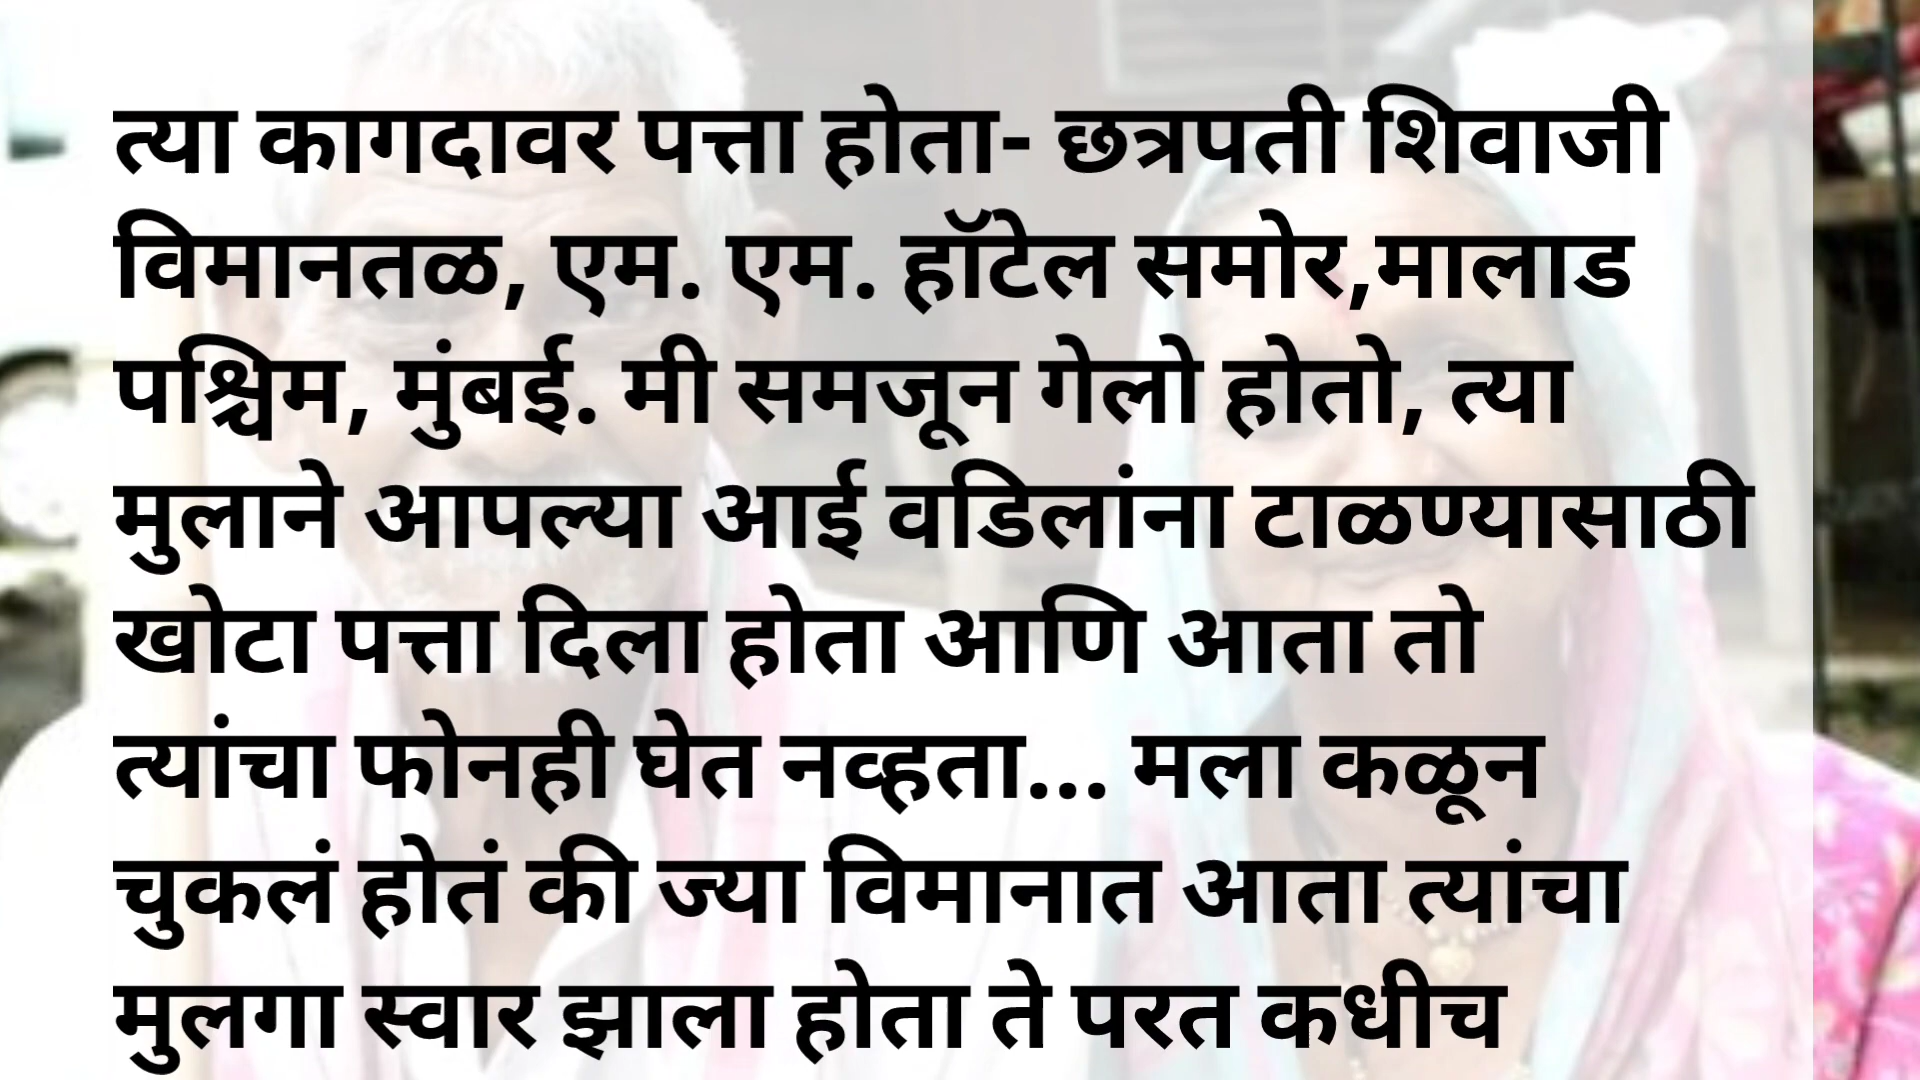 त्या कागदावर पत्ता होता- छत्रपती शिवाजी
विमानतळ, एम. एम. हॉटेल समोर,मालाड
पश्चिम, मुंबई. मी समजून गेलो होतो, त्या
मुलाने आपल्या आई वडिलांना टाळण्यासाठी
खोटा पत्ता दिला होता आणि आता तो
त्यांचा फोनही घेत नव्हता... मला कळून
चुकलं होतं की ज्या विमानात आता त्यांचा
मुलगा स्वार झाला होता ते परत कधीच